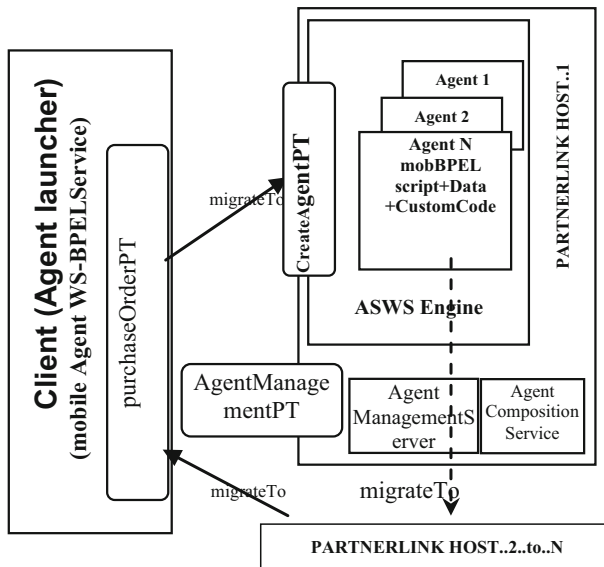 Client (Agent launcher)
(mobile Agent WS-BPELService)
purchaseOrderPT
migrateTo
CreateAgentPT
Agent 1
Agent 2
Agent N
mobBPEL
script+Data
+CustomCode
ASWS Engine
PARTNERLINK HOST..1
AgentManage
mentPT
Agent
ManagementS
erver
Agent
Composition
Service
migrateTo
migrateTo
PARTNERLINK HOST..2..to..N